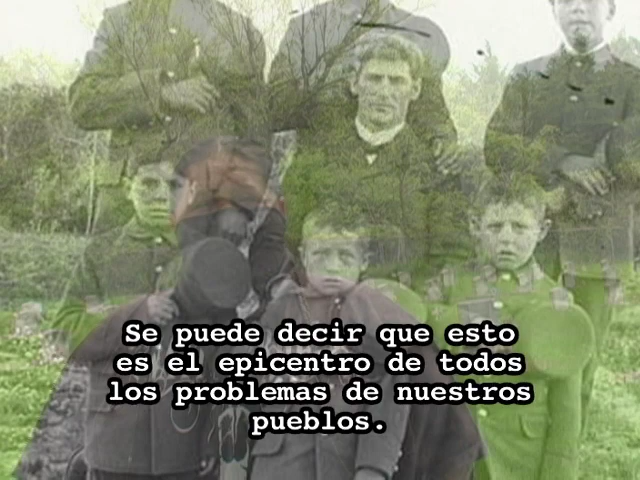 Se puede decir que esto
es el epicentro de todos
los problemas de nuestros
pueblos.